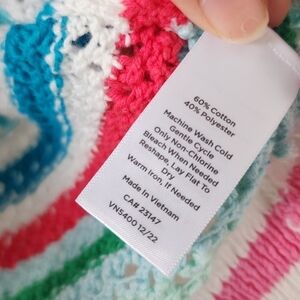 60% Cotton
40% Polyester
Machine Wash Cold
Gentle Cycle
Only Non-Chlorine
Bleach When Needed
Reshape, Lay Flat To
Dry
Warm Iron, If Needed
Made In Vietnam
CA# 23147
VN5400 12/22